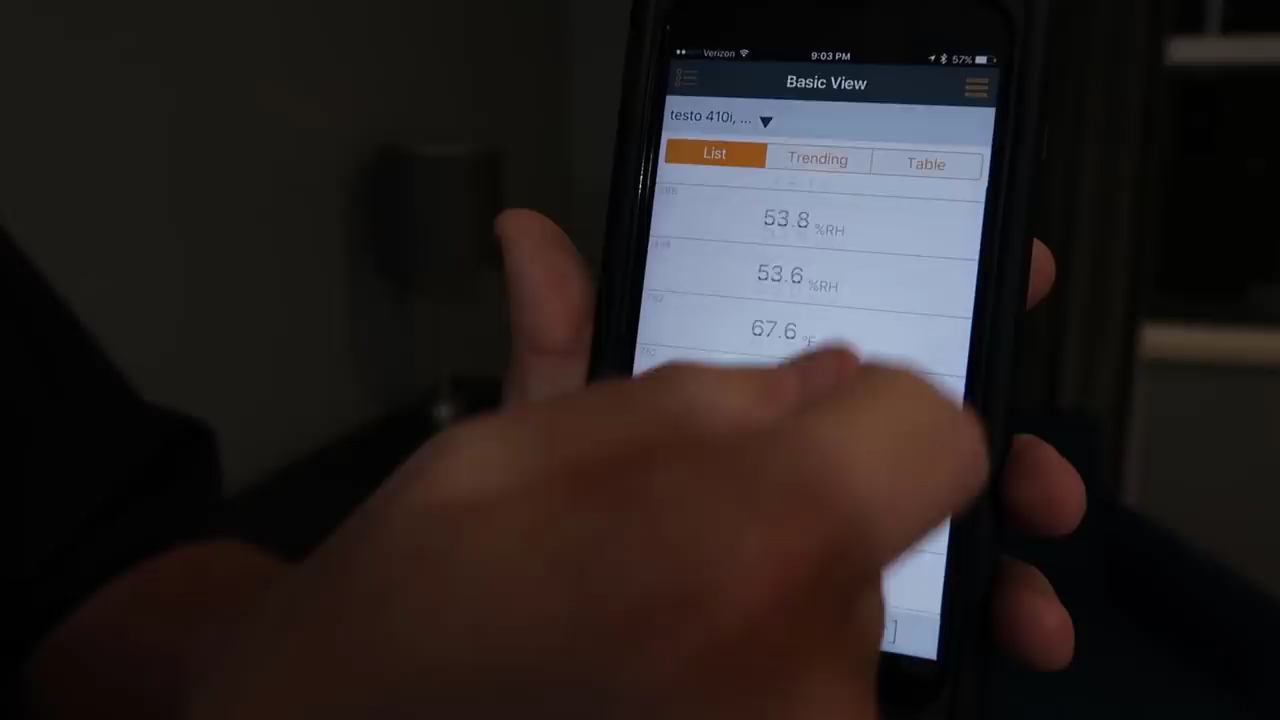 Verizon 9:03 PM 57%
Basic View
testo 410i, ...
List Trending Table
53.8 %RH
53.6 %RH
67.6 °F